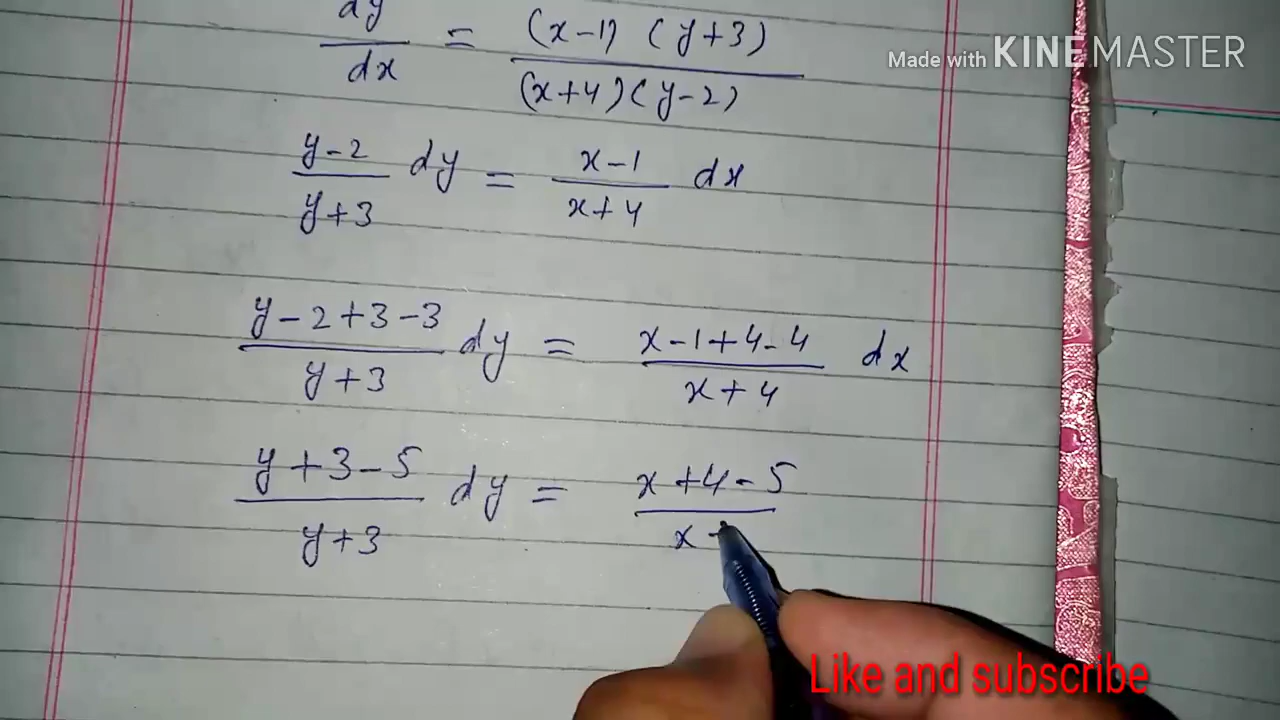 dy/dx = (x-1) (y+3)/(x+4)(y-2)
Made with KINEMASTER
y-2/y+3 dy = x-1/x+4 dx
y-2+3-3/y+3 dy = x-1+4-4/x+4 dx
y+3-5/y+3 dy = x+4-5/x
Like and subscribe